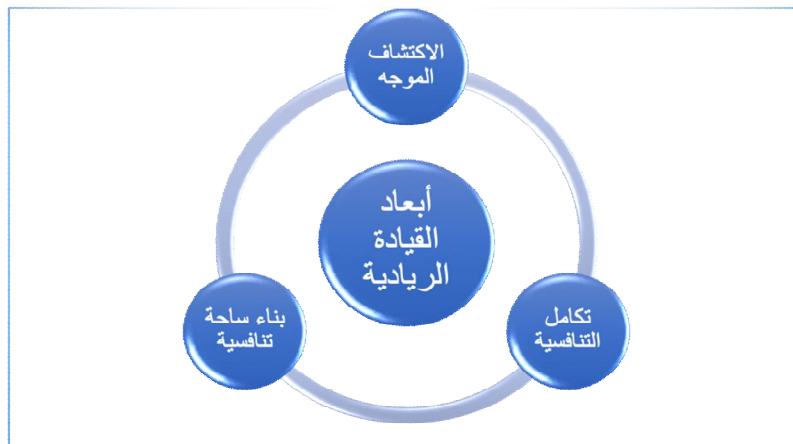 الاكتشاف
الموجه
أبعاد
القيادة
الريادية
تكامل
التنافسية
بناء ساحة
تنافسية